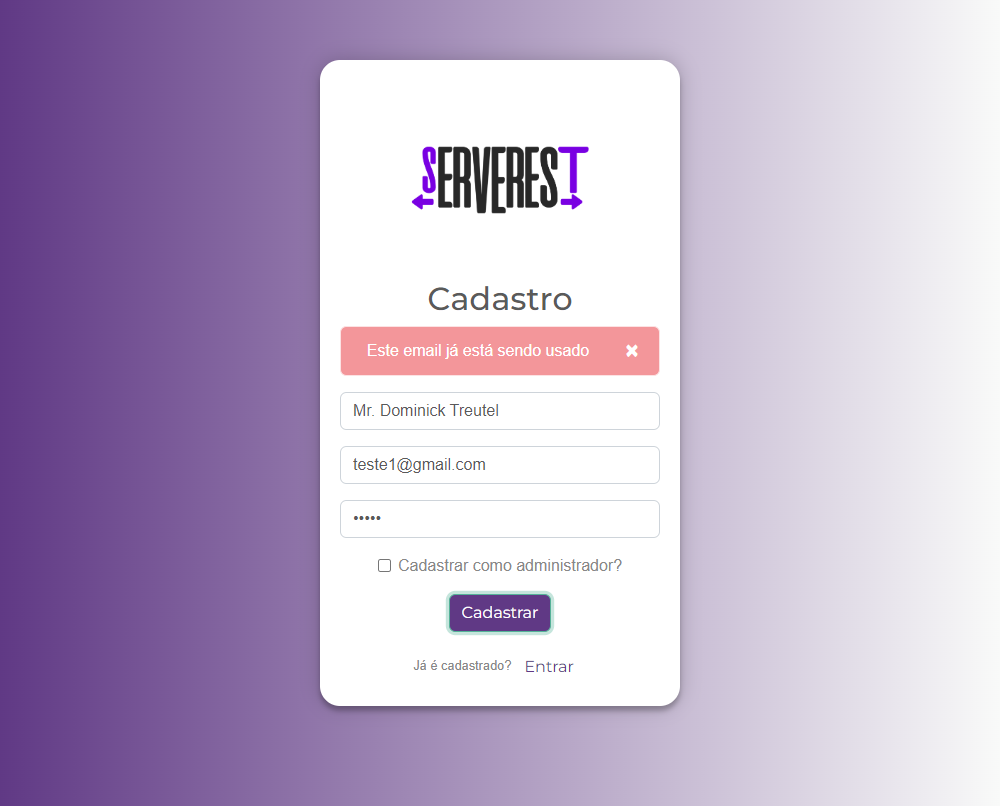 SERVEREST
Cadastro
Este email já está sendo usado ✖
Mr. Dominick Treutel
teste1@gmail.com
•••••
Cadastrar como administrador?
Cadastrar
Já é cadastrado? Entrar